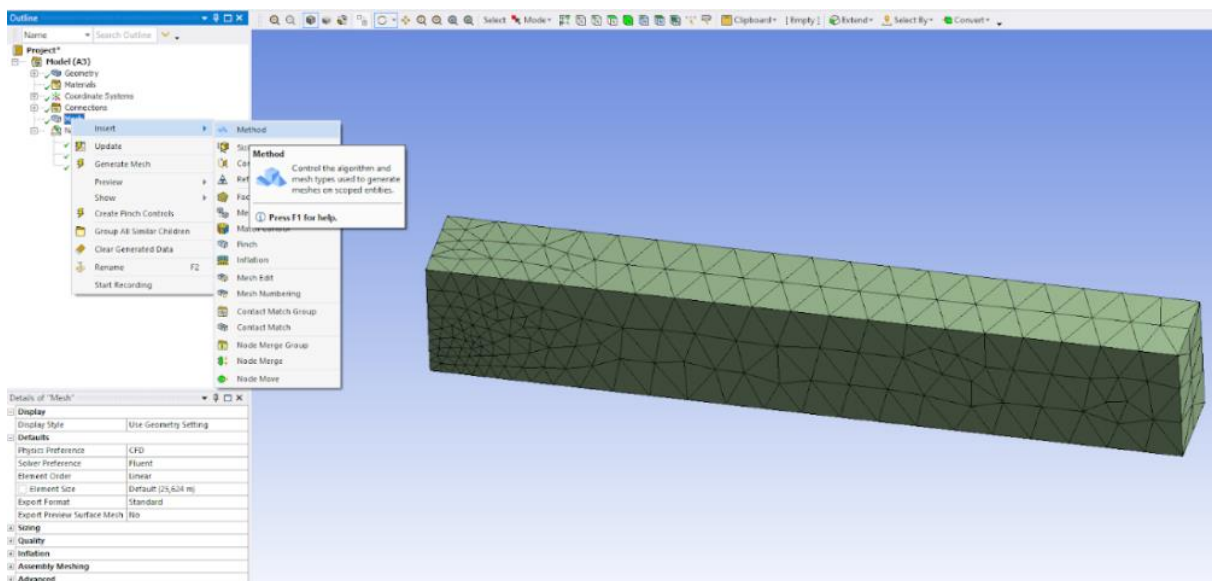 Outline
Name Search Outline
Select Mode Clipboard [Empty] Extend Select By Convert
Project*
Model (A3)
Geometry
Materials
Coordinate Systems
Connections
Insert
Update
Generate Mesh
Preview
Show
Create Pinch Controls
Group All Similar Children
Clear Generated Data
Rename F2
Start Recording
Method
Method
Control the algorithm and
mesh types used to generate
meshes on scoped entities.
Press F1 for help.
Pinch
Inflation
Mesh Edit
Mesh Numbering
Contact Match Group
Contact Match
Node Merge Group
Node Merge
Node Move
Details of "Mesh"
Display
Display Style Use Geometry Setting
Defaults
Physics Preference CFD
Solver Preference Fluent
Element Order Linear
Element Size Default (25,624 m)
Export Format Standard
Export Preview Surface Mesh No
Sizing
Quality
Inflation
Assembly Meshing
Advanced